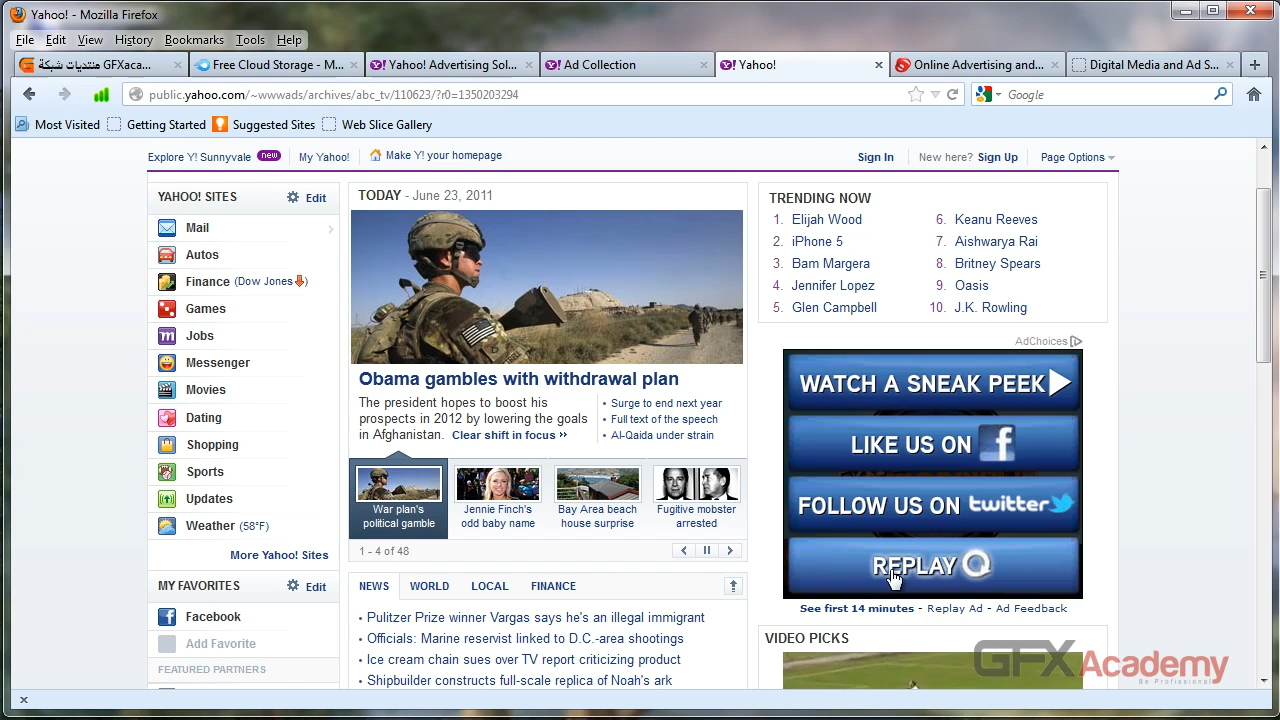 Yahoo! - Mozilla Firefox
File Edit View History Bookmarks Tools Help
منتديات شبكة GFXaca...
Free Cloud Storage - M...
Yahoo! Advertising Sol...
Ad Collection
Yahoo!
Online Advertising and...
Digital Media and Ad S...
public.yahoo.com/~wwwads/archives/abc_tv/110623/?r0=1350203294
Google
Most Visited Getting Started Suggested Sites Web Slice Gallery
Explore Y! Sunnyvale new My Yahoo! Make Y! your homepage
Sign In New here? Sign Up Page Options
YAHOO! SITES Edit
Mail
Autos
Finance (Dow Jones)
Games
Jobs
Messenger
Movies
Dating
Shopping
Sports
Updates
Weather (58°F)
More Yahoo! Sites
MY FAVORITES Edit
Facebook
Add Favorite
FEATURED PARTNERS
TODAY - June 23, 2011
Obama gambles with withdrawal plan
The president hopes to boost his
prospects in 2012 by lowering the goals
in Afghanistan. Clear shift in focus ››
• Surge to end next year
• Full text of the speech
• Al-Qaida under strain
War plan's
political gamble
Jennie Finch's
odd baby name
Bay Area beach
house surprise
Fugitive mobster
arrested
1 - 4 of 48
NEWS WORLD LOCAL FINANCE
• Pulitzer Prize winner Vargas says he's an illegal immigrant
• Officials: Marine reservist linked to D.C.-area shootings
• Ice cream chain sues over TV report criticizing product
• Shipbuilder constructs full-scale replica of Noah's ark
TRENDING NOW
1. Elijah Wood
2. iPhone 5
3. Bam Margera
4. Jennifer Lopez
5. Glen Campbell
6. Keanu Reeves
7. Aishwarya Rai
8. Britney Spears
9. Oasis
10. J.K. Rowling
AdChoices
WATCH A SNEAK PEEK
LIKE US ON f
FOLLOW US ON twitter
REPLAY
See first 14 minutes - Replay Ad - Ad Feedback
VIDEO PICKS
GFXAcademy
Be Professional